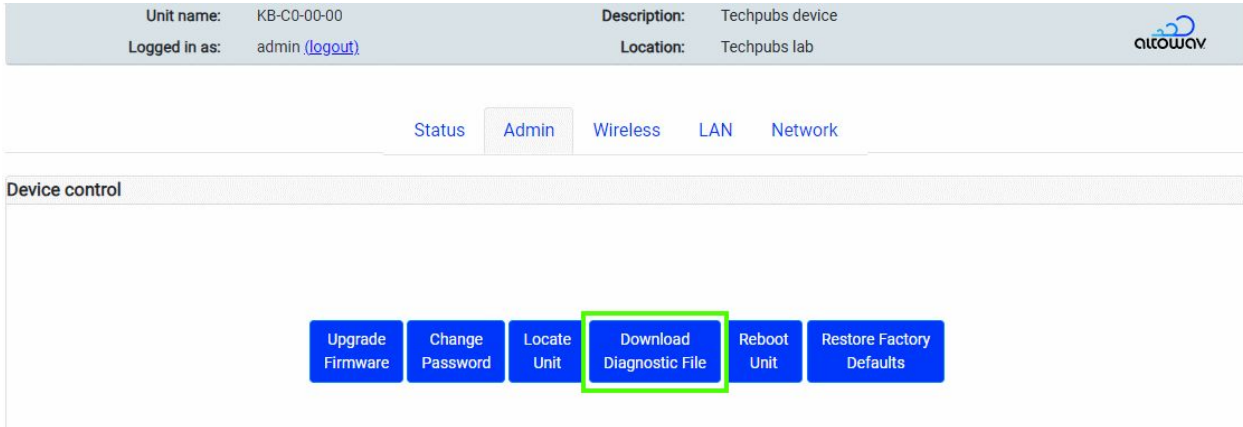 Unit name: KB-C0-00-00 Description: Techpubs device
Logged in as: admin (logout) Location: Techpubs lab
altowav
Status Admin Wireless LAN Network
Device control
Upgrade Change Locate Download Reboot Restore Factory
Firmware Password Unit Diagnostic File Unit Defaults